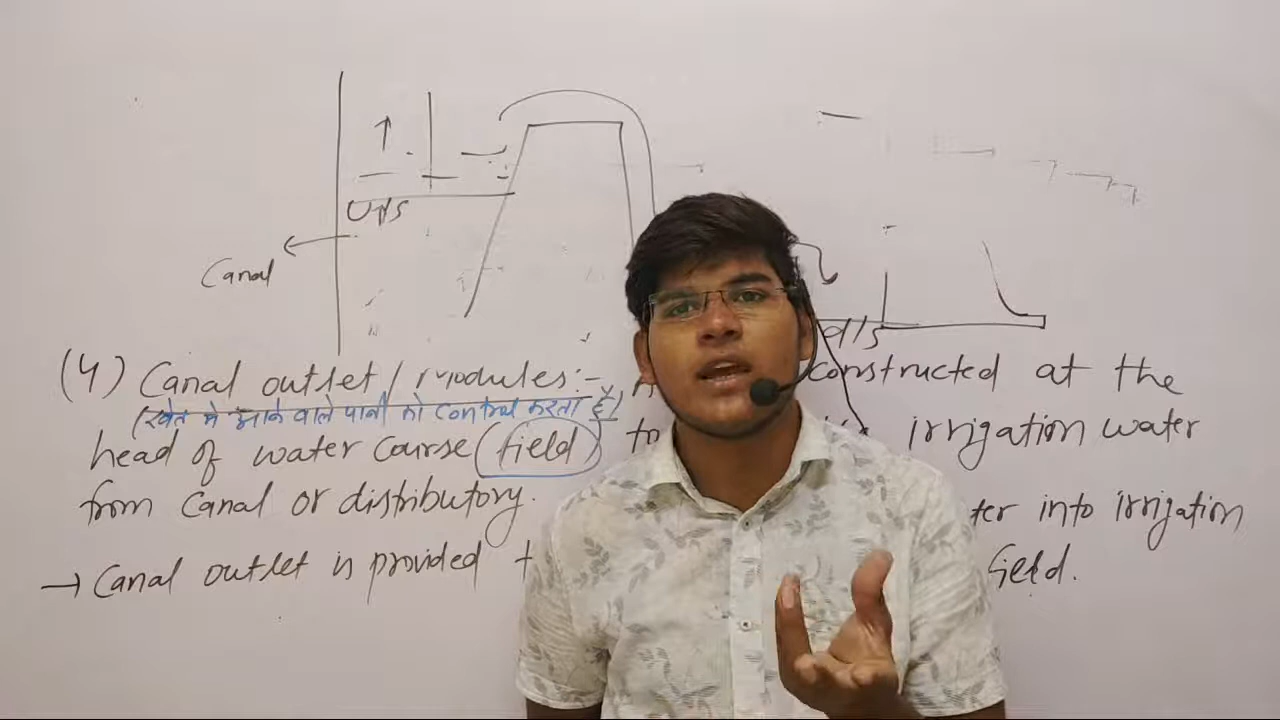 U/S
Canal
d/s
(4) Canal outlet / Modules:- constructed at the
(खेत मे आने वाले पानी को control करता है)
head of water course (field) to irrigation water
from Canal or distributory. into irrigation
→ Canal outlet is provided field.